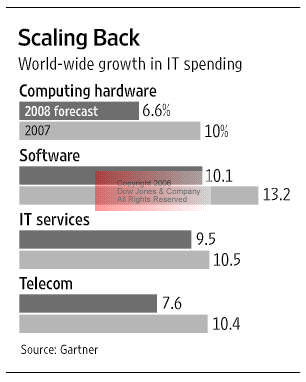 Scaling Back
World-wide growth in IT spending
Computing hardware
2008 forecast 6.6%
2007 10%
Software
10.1
Copyright 2008
Dow Jones & Company
All Rights Reserved
13.2
IT services
9.5
10.5
Telecom
7.6
10.4
Source: Gartner